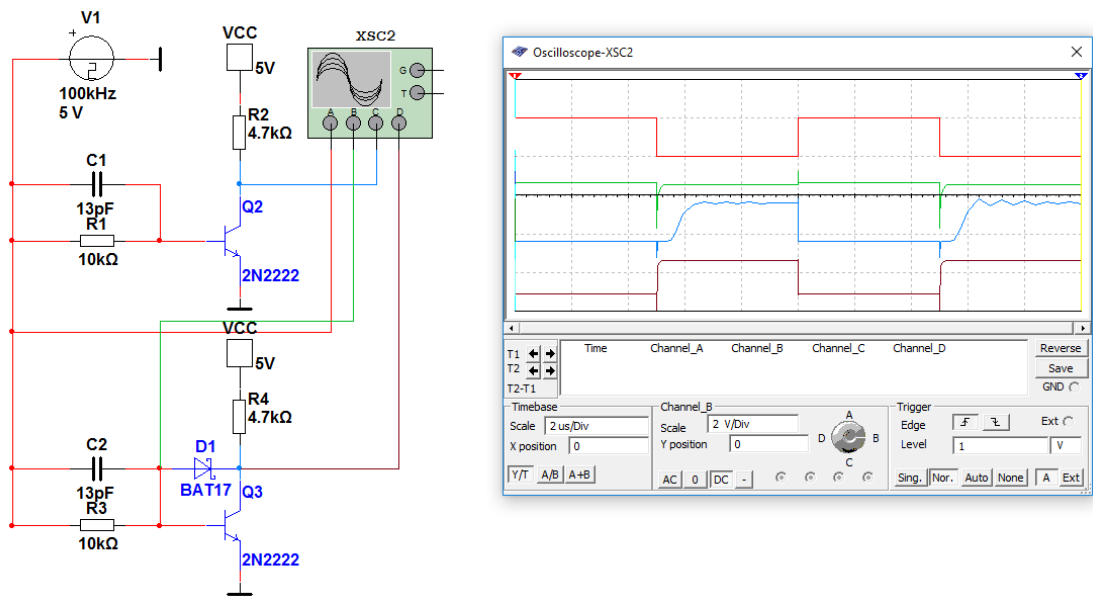 V1
+
100kHz
5 V
VCC
5V
R2
4.7kΩ
XSC2
G
T
A B C D
C1
13pF
R1
10kΩ
Q2
2N2222
VCC
5V
R4
4.7kΩ
C2
13pF
R3
10kΩ
D1
BAT17
Q3
2N2222
Oscilloscope-XSC2
Time Channel_A Channel_B Channel_C Channel_D
T1
T2
T2-T1
Reverse
Save
GND
Timebase
Scale 2 us/Div
X position 0
Y/T A/B A+B
Channel_B
Scale 2 V/Div
Y position 0
AC 0 DC -
A
B
C
D
Trigger
Edge
Ext
Level 1 V
Sing. Nor. Auto None A Ext